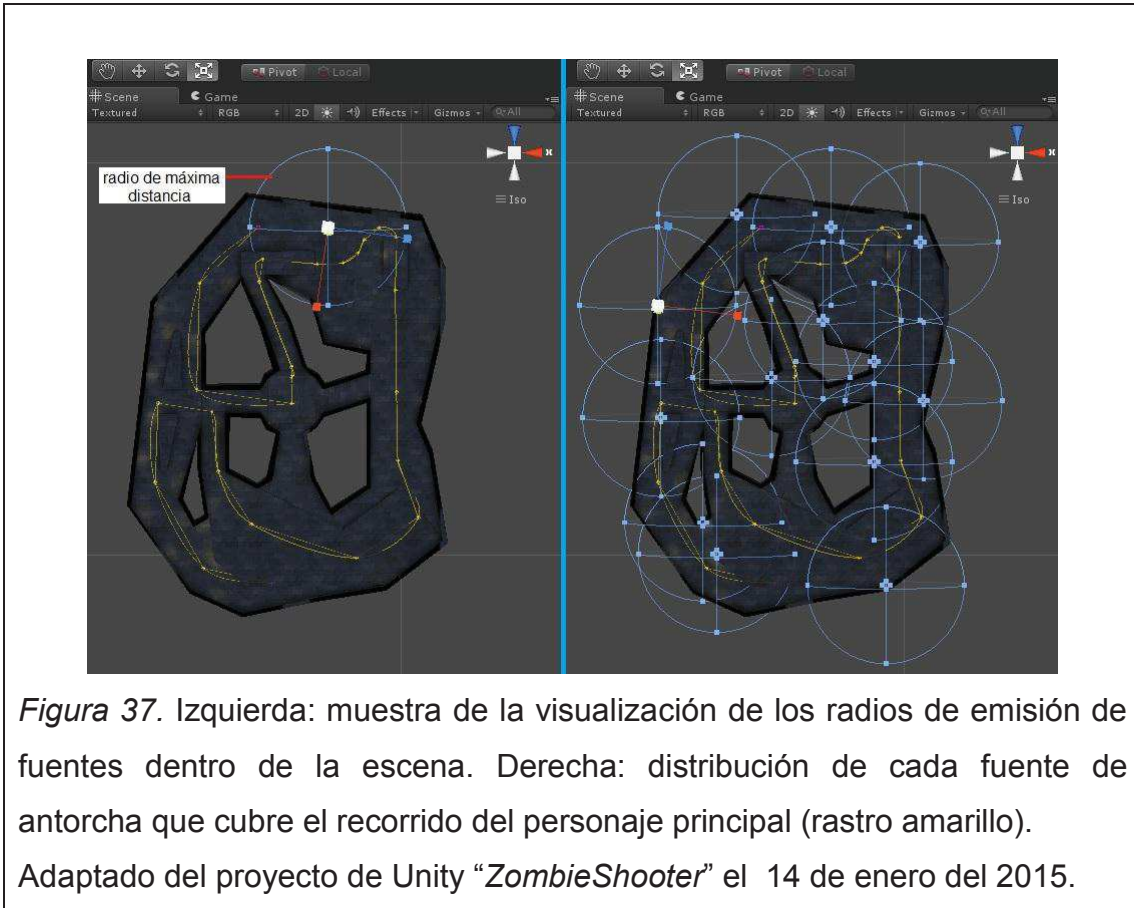 Pivot Local
Scene Game
Textured RGB 2D Effects Gizmos All
x
Iso
radio de máxima
distancia
Pivot Local
Scene Game
Textured RGB 2D Effects Gizmos All
x
Iso
Figura 37. Izquierda: muestra de la visualización de los radios de emisión de
fuentes dentro de la escena. Derecha: distribución de cada fuente de
antorcha que cubre el recorrido del personaje principal (rastro amarillo).
Adaptado del proyecto de Unity “ZombieShooter” el 14 de enero del 2015.